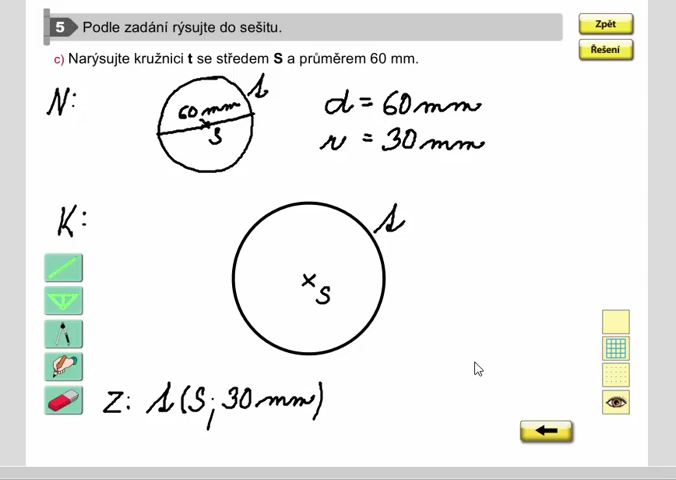 5 Podle zadání rýsujte do sešitu.
Zpět
Řešení
c) Narýsujte kružnici t se středem S a průměrem 60 mm.
N:
60 mm
S
t
d = 60 mm
r = 30 mm
K:
t
S
Z: t (S; 30 mm)